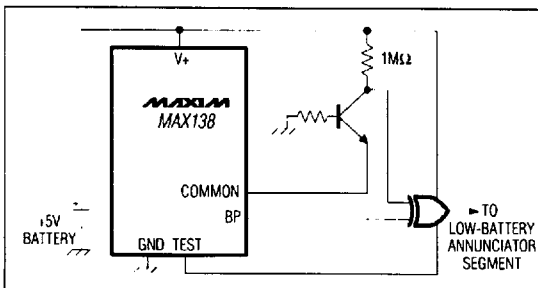 V+
1MΩ
MAXIM
MAX138
COMMON
BP
+5V
BATTERY
GND TEST
TO
LOW-BATTERY
ANNUNCIATOR
SEGMENT